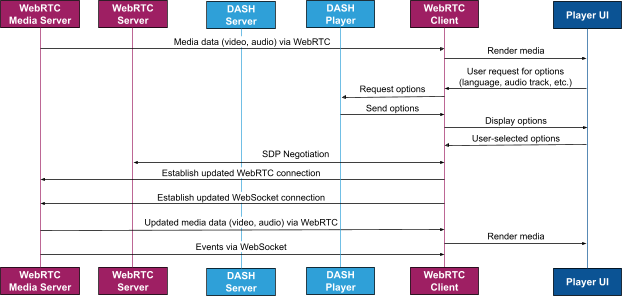 WebRTC
Media Server
WebRTC
Server
DASH
Server
DASH
Player
WebRTC
Client
Player UI
Media data (video, audio) via WebRTC
Render media
User request for options
(language, audio track, etc.)
Request options
Send options
Display options
User-selected options
SDP Negotiation
Establish updated WebRTC connection
Establish updated WebSocket connection
Updated media data (video, audio) via WebRTC
Render media
Events via WebSocket
WebRTC
Media Server
WebRTC
Server
DASH
Server
DASH
Player
WebRTC
Client
Player UI